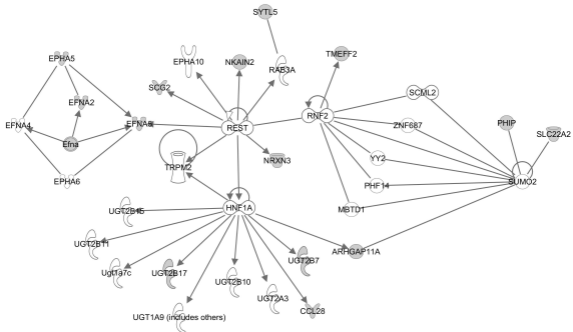 SYTL5
EPHA10
NKAIN2
RAB3A
TMEFF2
EPHA5
SCG2
SCML2
EFNA2
EFNA4
EFNA5
REST
RNF2
ZNF687
PHIP
SLC22A2
Efna
YY2
TRPM2
NRXN3
EPHA6
PHF14
SUMO2
MBTD1
UGT2B15
HNF1A
UGT2B11
ARHGAP11A
Ugt1a7c
UGT2B17
UGT2B7
UGT2B10
UGT2A3
UGT1A9 (includes others)
CCL28